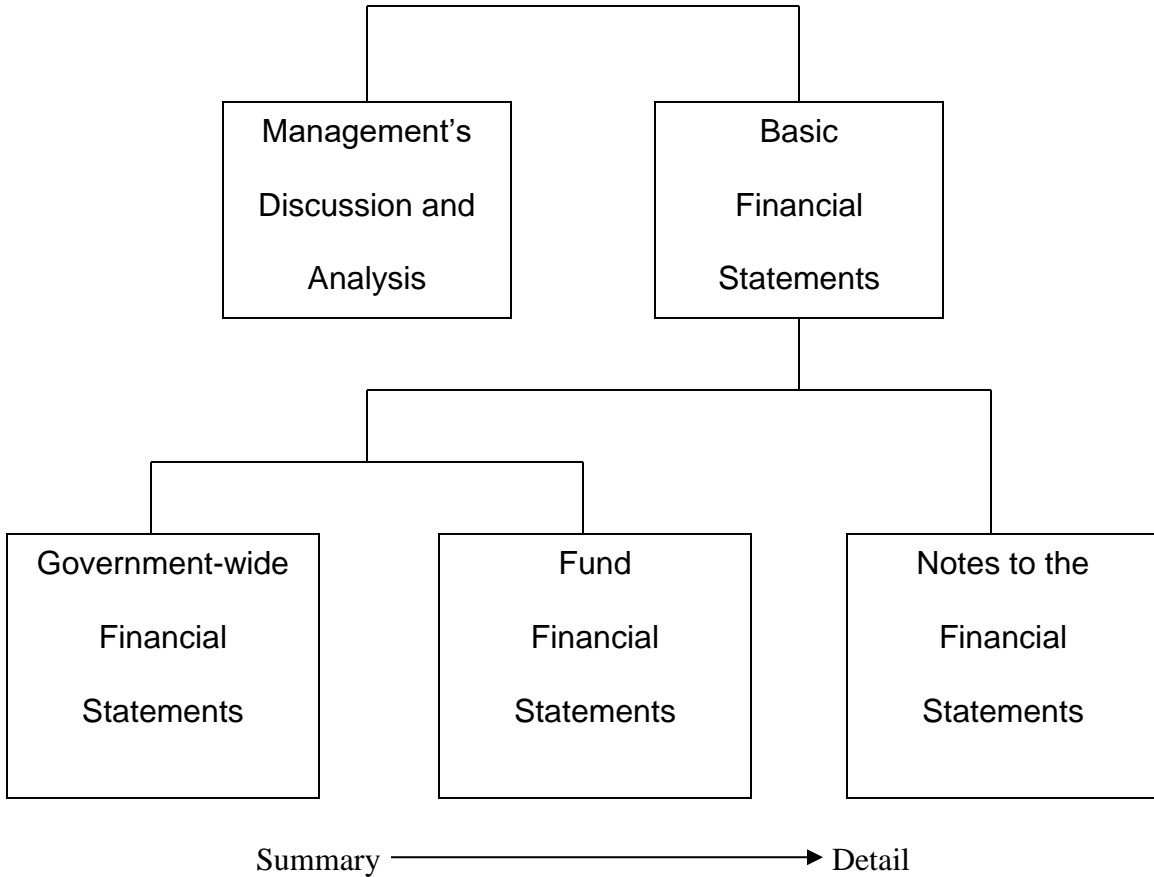 Management’s
Discussion and
Analysis
Basic
Financial
Statements
Government-wide
Financial
Statements
Fund
Financial
Statements
Notes to the
Financial
Statements
Summary
Detail